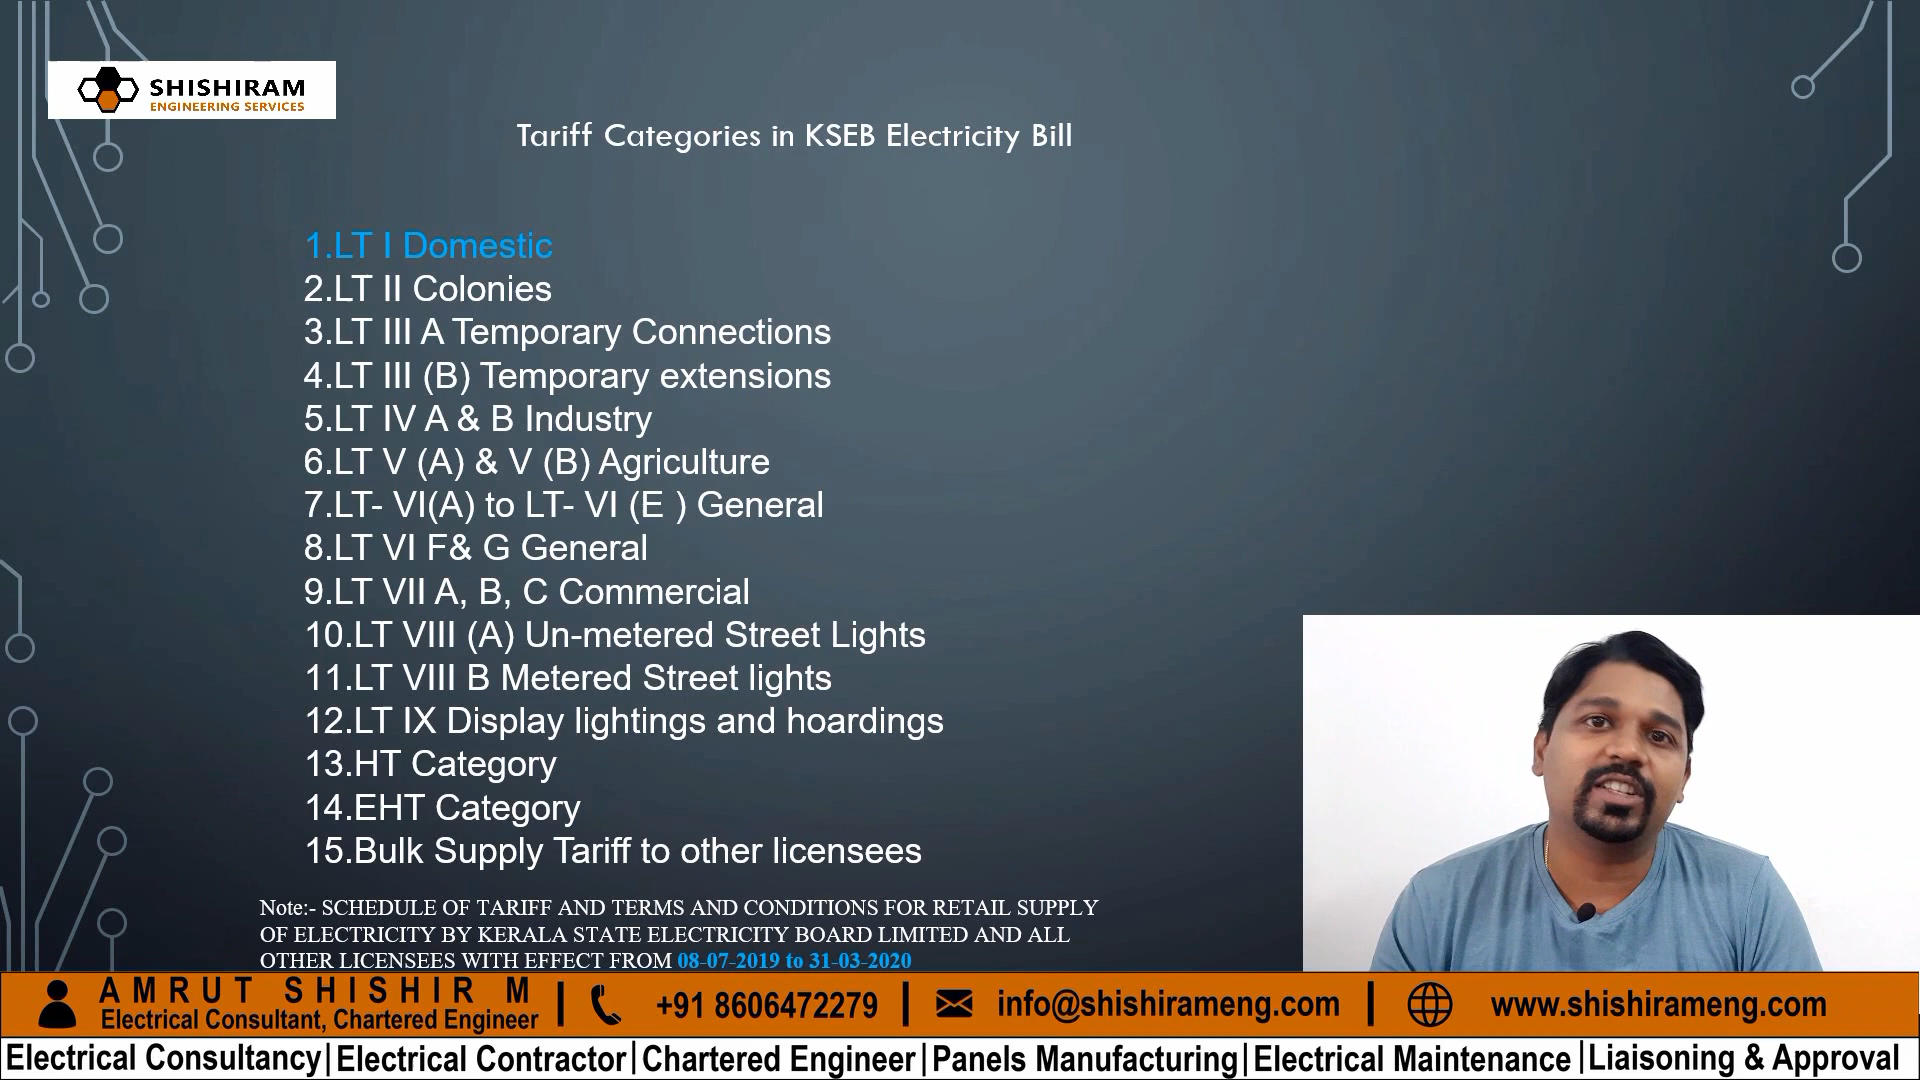 SHISHIRAM
ENGINEERING SERVICES
Tariff Categories in KSEB Electricity Bill
1.LT I Domestic
2.LT II Colonies
3.LT III A Temporary Connections
4.LT III (B) Temporary extensions
5.LT IV A & B Industry
6.LT V (A) & V (B) Agriculture
7.LT- VI(A) to LT- VI (E ) General
8.LT VI F& G General
9.LT VII A, B, C Commercial
10.LT VIII (A) Un-metered Street Lights
11.LT VIII B Metered Street lights
12.LT IX Display lightings and hoardings
13.HT Category
14.EHT Category
15.Bulk Supply Tariff to other licensees
Note:- SCHEDULE OF TARIFF AND TERMS AND CONDITIONS FOR RETAIL SUPPLY
OF ELECTRICITY BY KERALA STATE ELECTRICITY BOARD LIMITED AND ALL
OTHER LICENSEES WITH EFFECT FROM 08-07-2019 to 31-03-2020
AMRUT SHISHIR M
Electrical Consultant, Chartered Engineer
+91 8606472279
info@shishirameng.com
www.shishirameng.com
Electrical Consultancy|Electrical Contractor|Chartered Engineer|Panels Manufacturing|Electrical Maintenance|Liaisoning & Approval